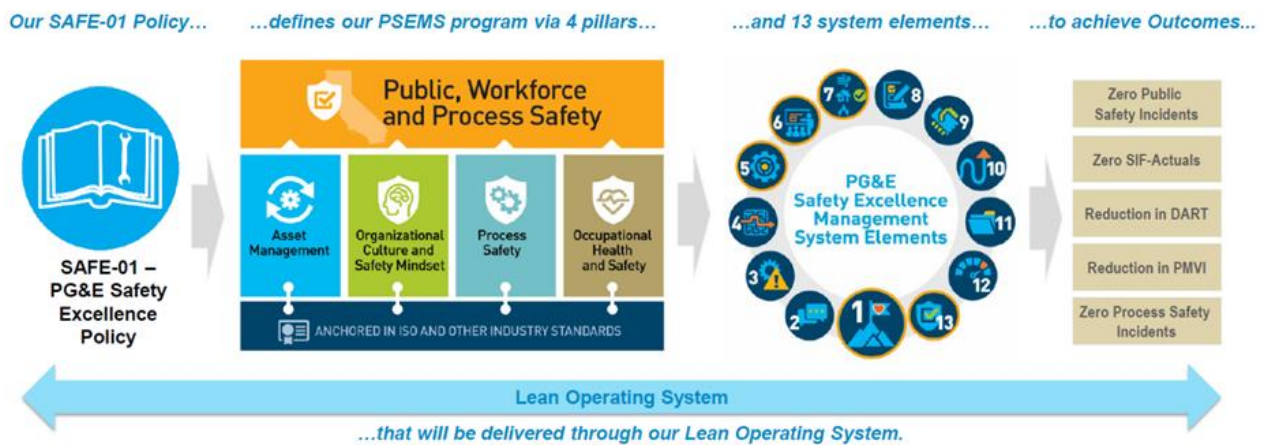 Our SAFE-01 Policy…
…defines our PSEMS program via 4 pillars…
…and 13 system elements…
…to achieve Outcomes...
SAFE-01 –
PG&E Safety
Excellence
Policy
Public, Workforce
and Process Safety
Asset
Management
Organizational
Culture and
Safety Mindset
Process
Safety
Occupational
Health
and Safety
ANCHORED IN ISO AND OTHER INDUSTRY STANDARDS
PG&E
Safety Excellence
Management
System Elements
1
2
3
4
5
6
7
8
9
10
11
12
13
Zero Public
Safety Incidents
Zero SIF-Actuals
Reduction in DART
Reduction in PMVI
Zero Process Safety
Incidents
Lean Operating System
…that will be delivered through our Lean Operating System.